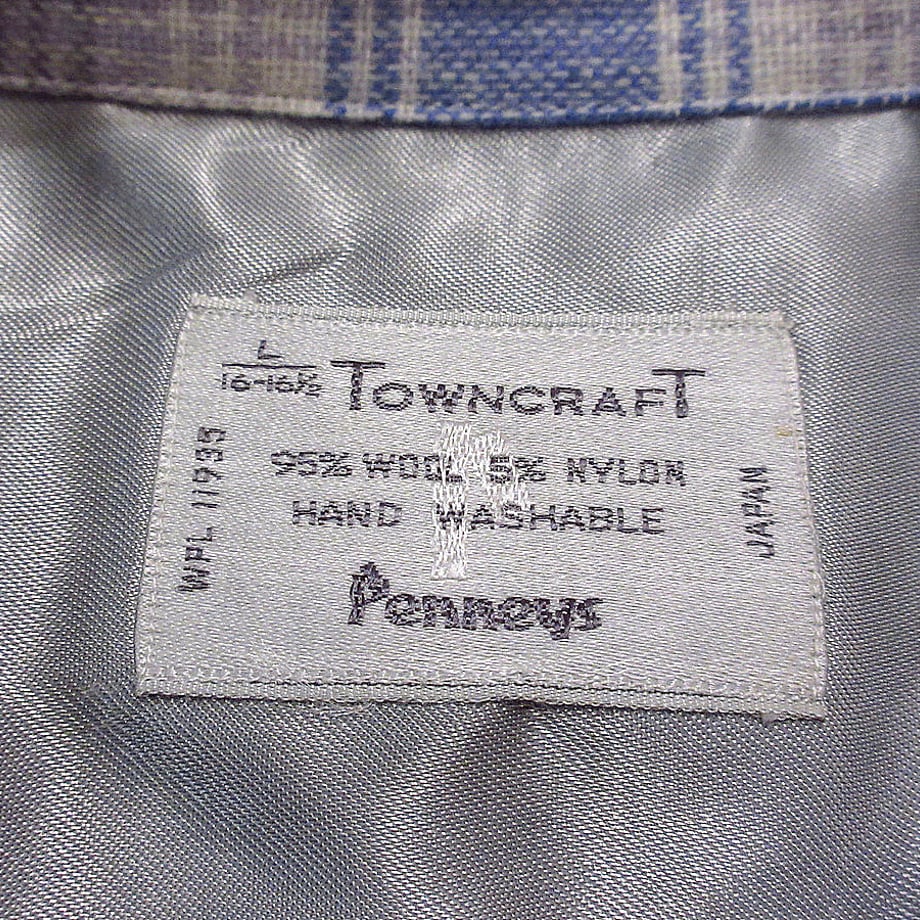 L
16-16½
TOWNCRAFT
95% WOOL 5% NYLON
HAND WASHABLE
Penneys
WPL 11935
JAPAN